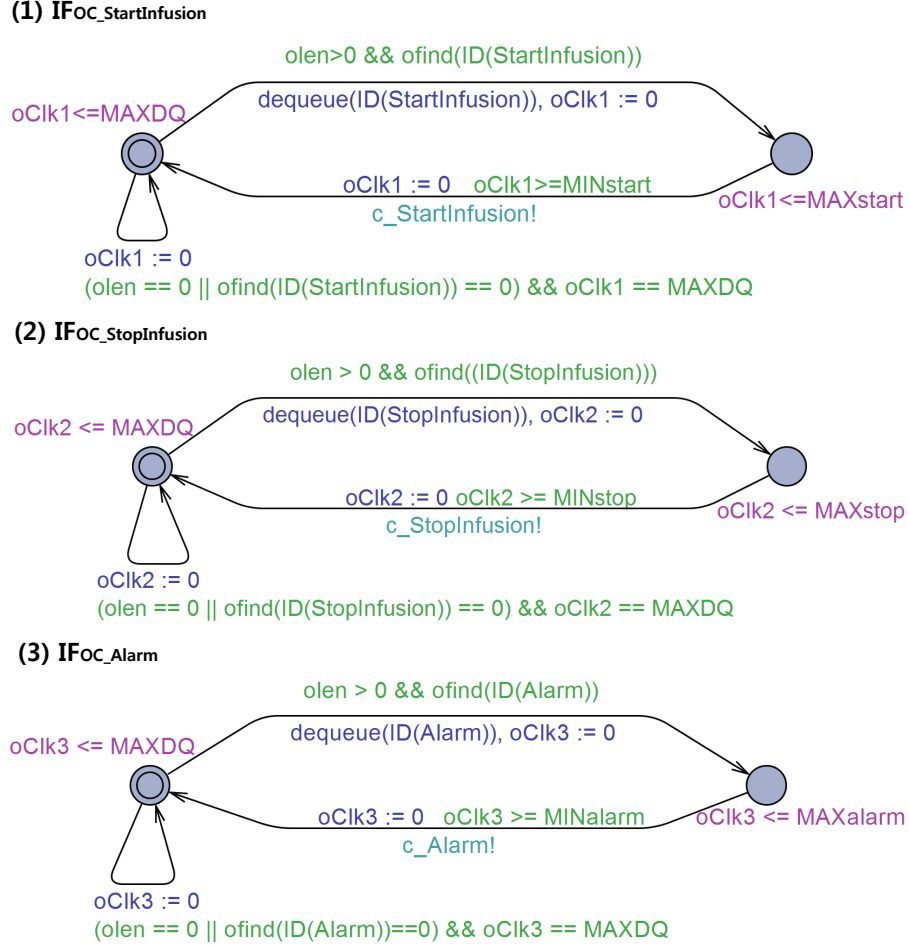 (1) IFOC_StartInfusion
olen>0 && ofind(ID(StartInfusion))
dequeue(ID(StartInfusion)), oClk1 := 0
oClk1<=MAXDQ
oClk1 := 0 oClk1>=MINstart
oClk1<=MAXstart
c_StartInfusion!
oClk1 := 0
(olen == 0 || ofind(ID(StartInfusion)) == 0) && oClk1 == MAXDQ
(2) IFOC_StopInfusion
olen > 0 && ofind((ID(StopInfusion)))
dequeue(ID(StopInfusion)), oClk2 := 0
oClk2 <= MAXDQ
oClk2 := 0 oClk2 >= MINstop
oClk2 <= MAXstop
c_StopInfusion!
oClk2 := 0
(olen == 0 || ofind(ID(StopInfusion)) == 0) && oClk2 == MAXDQ
(3) IFOC_Alarm
olen > 0 && ofind(ID(Alarm))
dequeue(ID(Alarm)), oClk3 := 0
oClk3 <= MAXDQ
oClk3 := 0 oClk3 >= MINalarm
oClk3 <= MAXalarm
c_Alarm!
oClk3 := 0
(olen == 0 || ofind(ID(Alarm))==0) && oClk3 == MAXDQ